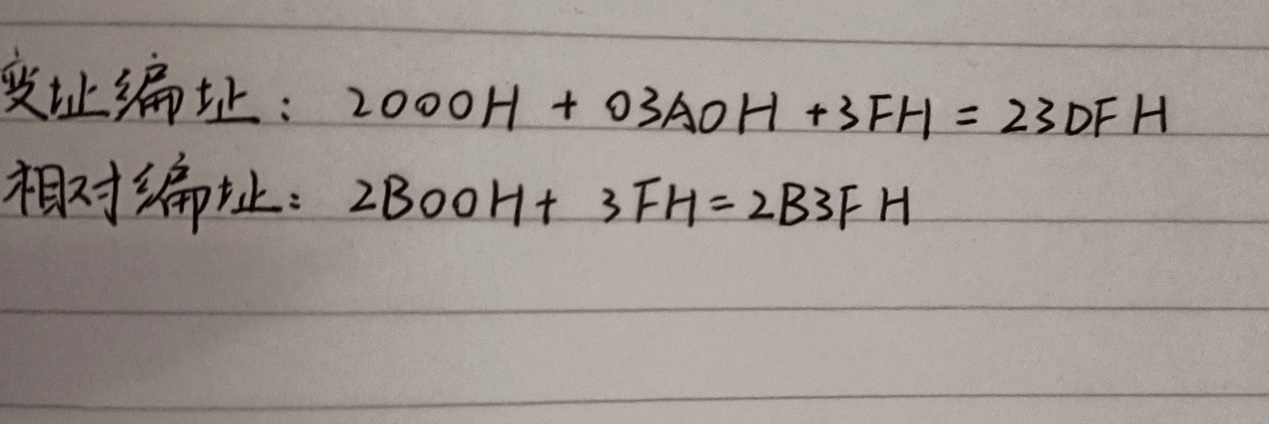 变址编址: 2000H + 03A0H + 3FH = 23DFH
相对编址: 2B00H + 3FH = 2B3FH